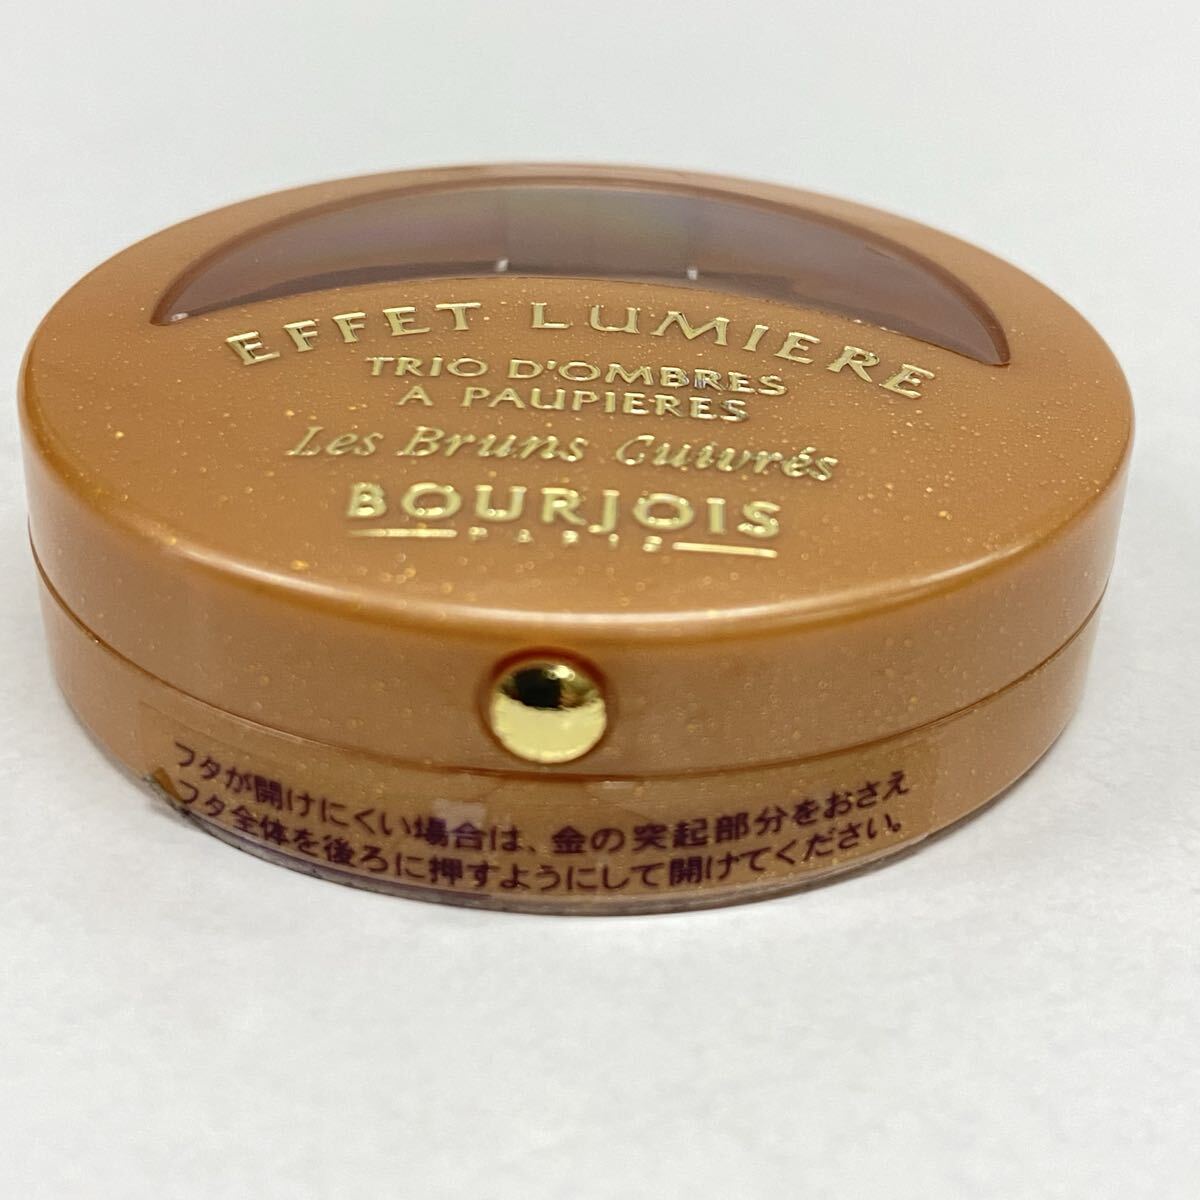 EFFET LUMIERE
TRIO D'OMBRES
A PAUPIERES
Les Bruns Cuivrés
BOURJOIS
PARIS
フタが開けにくい場合は、金の突起部分をおさえ
フタ全体を後ろに押すようにして開けてください。